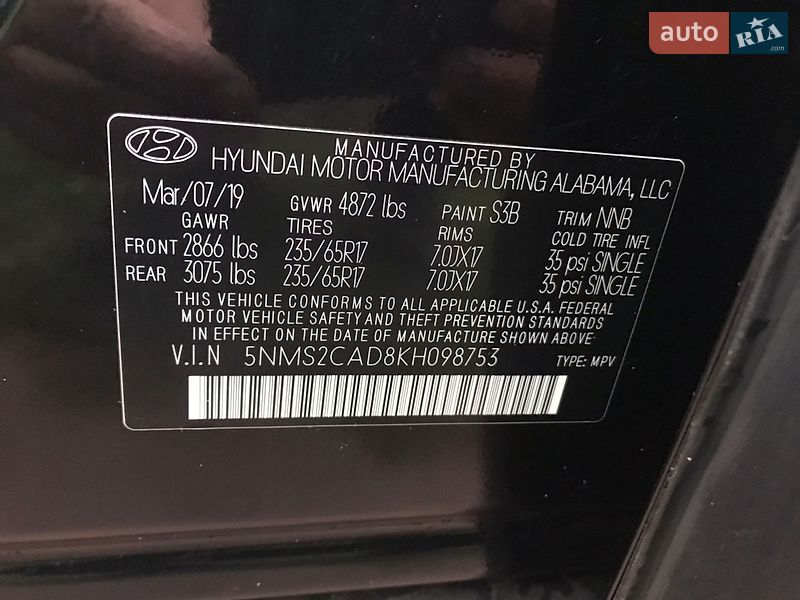 auto RIA.com
MANUFACTURED BY
HYUNDAI MOTOR MANUFACTURING ALABAMA, LLC
Mar/07/19 GVWR 4872 lbs PAINT S3B TRIM NNB
GAWR TIRES RIMS COLD TIRE INFL
FRONT 2866 lbs 235/65R17 7.0JX17 35 psi SINGLE
REAR 3075 lbs 235/65R17 7.0JX17 35 psi SINGLE
THIS VEHICLE CONFORMS TO ALL APPLICABLE U.S.A. FEDERAL
MOTOR VEHICLE SAFETY AND THEFT PREVENTION STANDARDS
IN EFFECT ON THE DATE OF MANUFACTURE SHOWN ABOVE
V.I.N 5NMS2CAD8KH098753 TYPE: MPV